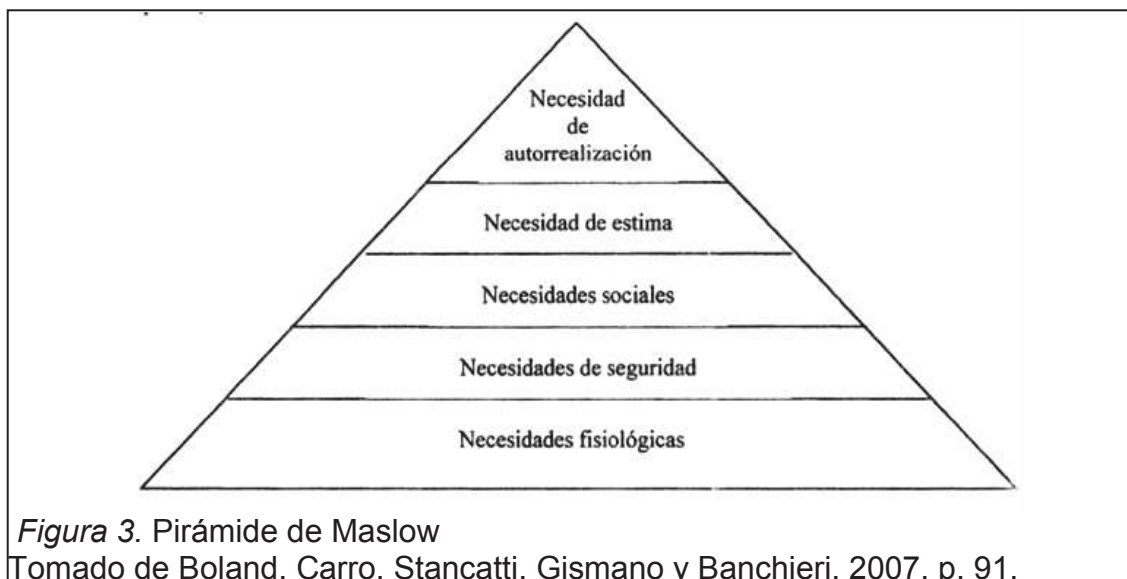 Necesidad
de
autorrealización
Necesidad de estima
Necesidades sociales
Necesidades de seguridad
Necesidades fisiológicas
Figura 3. Pirámide de Maslow
Tomado de Boland, Carro, Stancatti, Gismano y Banchieri, 2007, p. 91.